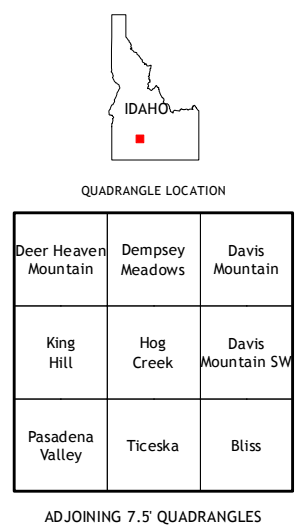 IDAHO
QUADRANGLE LOCATION
Deer Heaven
Mountain
Dempsey
Meadows
Davis
Mountain
King
Hill
Hog
Creek
Davis
Mountain SW
Pasadena
Valley
Ticeska
Bliss
ADJOINING 7.5' QUADRANGLES